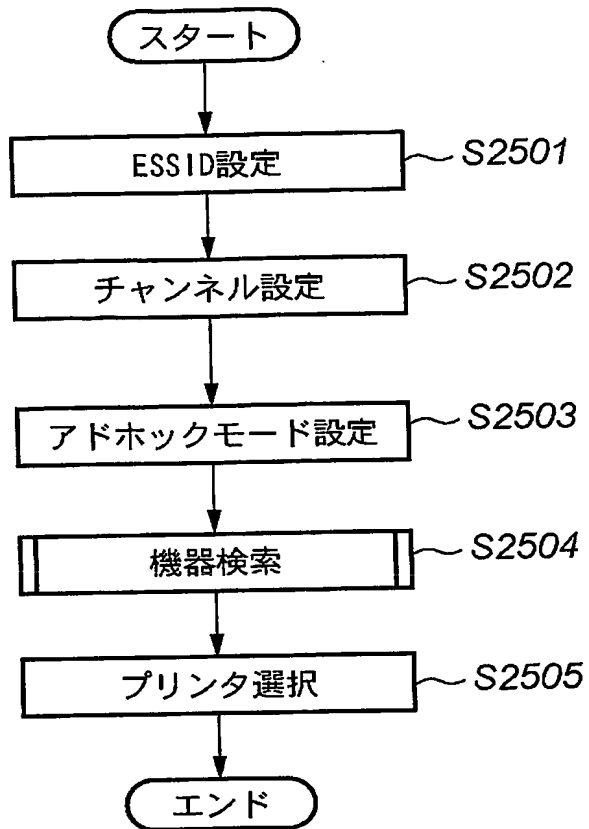 スタート
ESSID設定
S2501
チャンネル設定
S2502
アドホックモード設定
S2503
機器検索
S2504
プリンタ選択
S2505
エンド